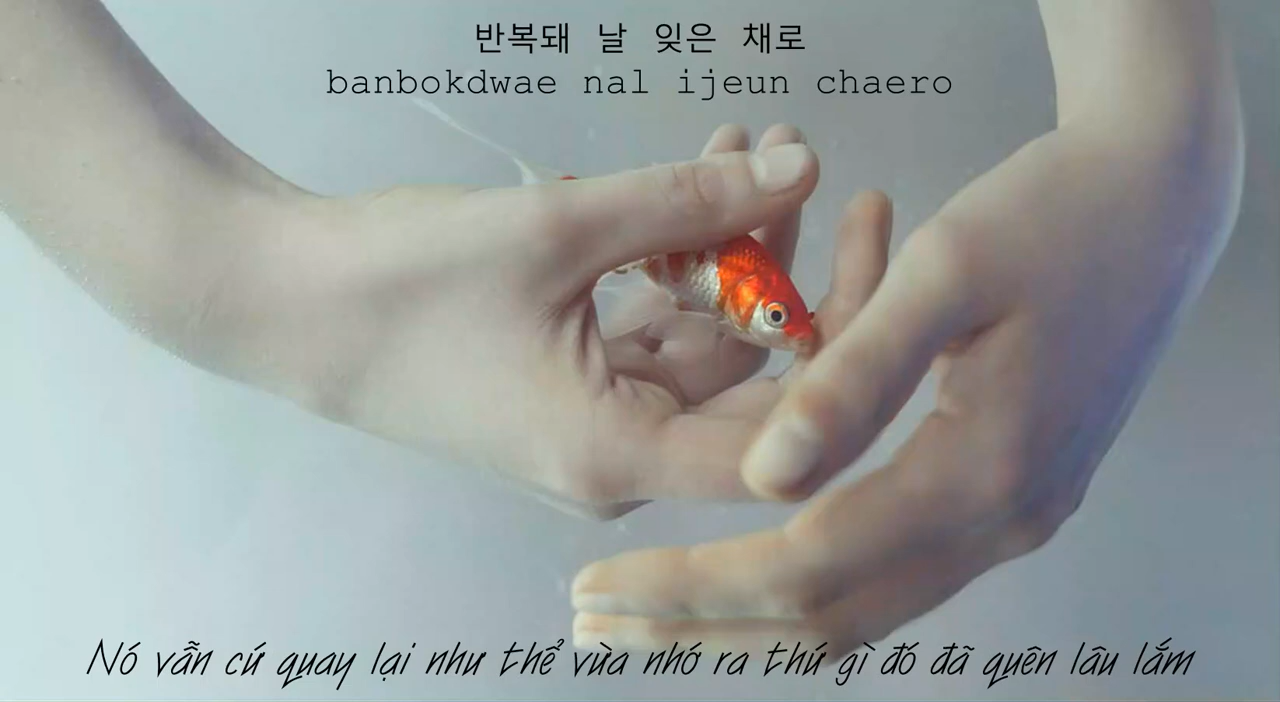 반복돼 날 잊은 채로
banbokdwae nal ijeun chaero
Nó vẫn cứ quay lại như thể vừa nhớ ra thứ gì đó đã quên lâu lắm